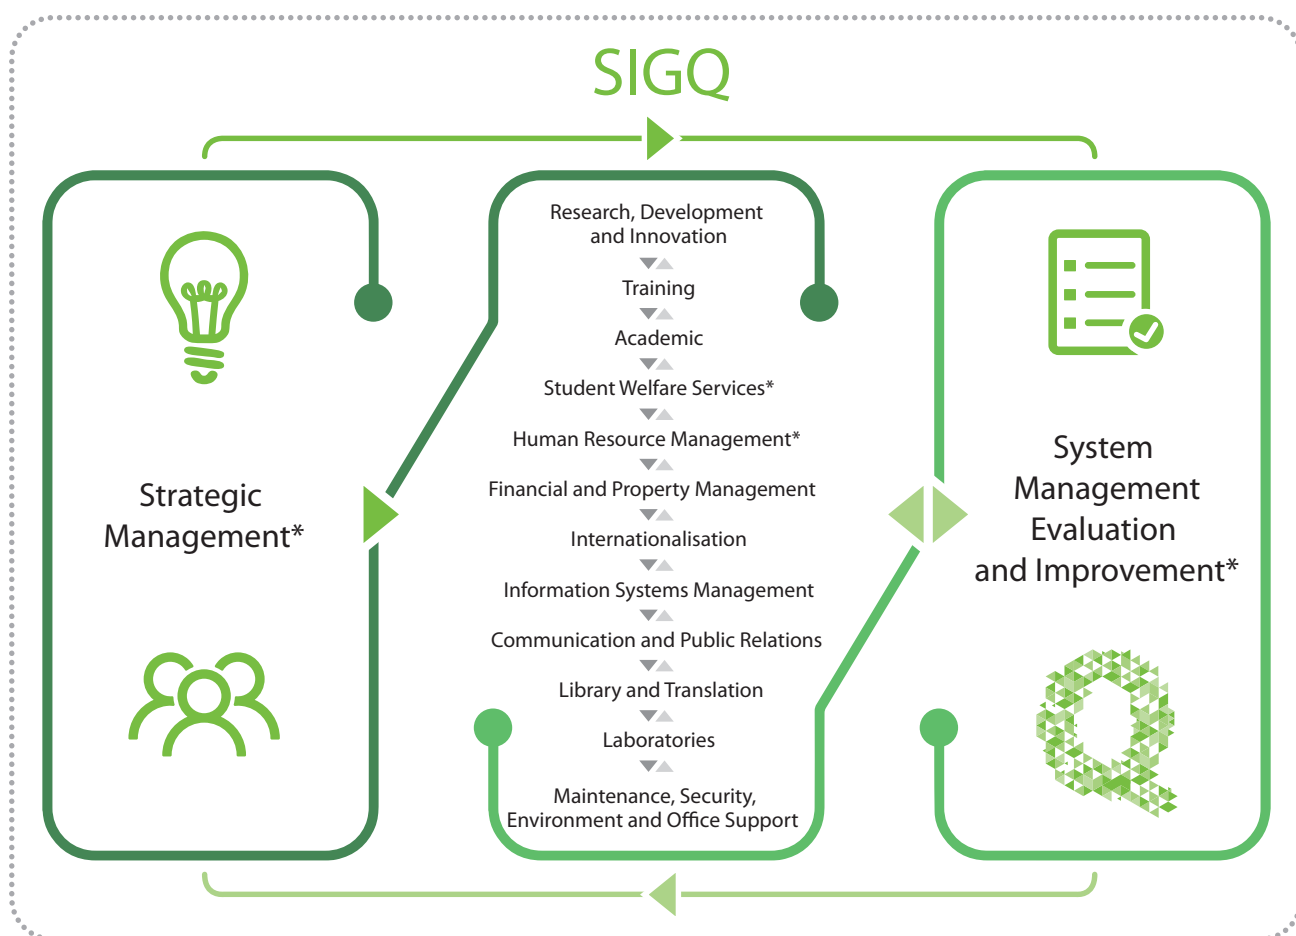 SIGQ
Strategic
Management*
Research, Development
and Innovation
Training
Academic
Student Welfare Services*
Human Resource Management*
Financial and Property Management
Internationalisation
Information Systems Management
Communication and Public Relations
Library and Translation
Laboratories
Maintenance, Security,
Environment and Office Support
System
Management
Evaluation
and Improvement*
Q